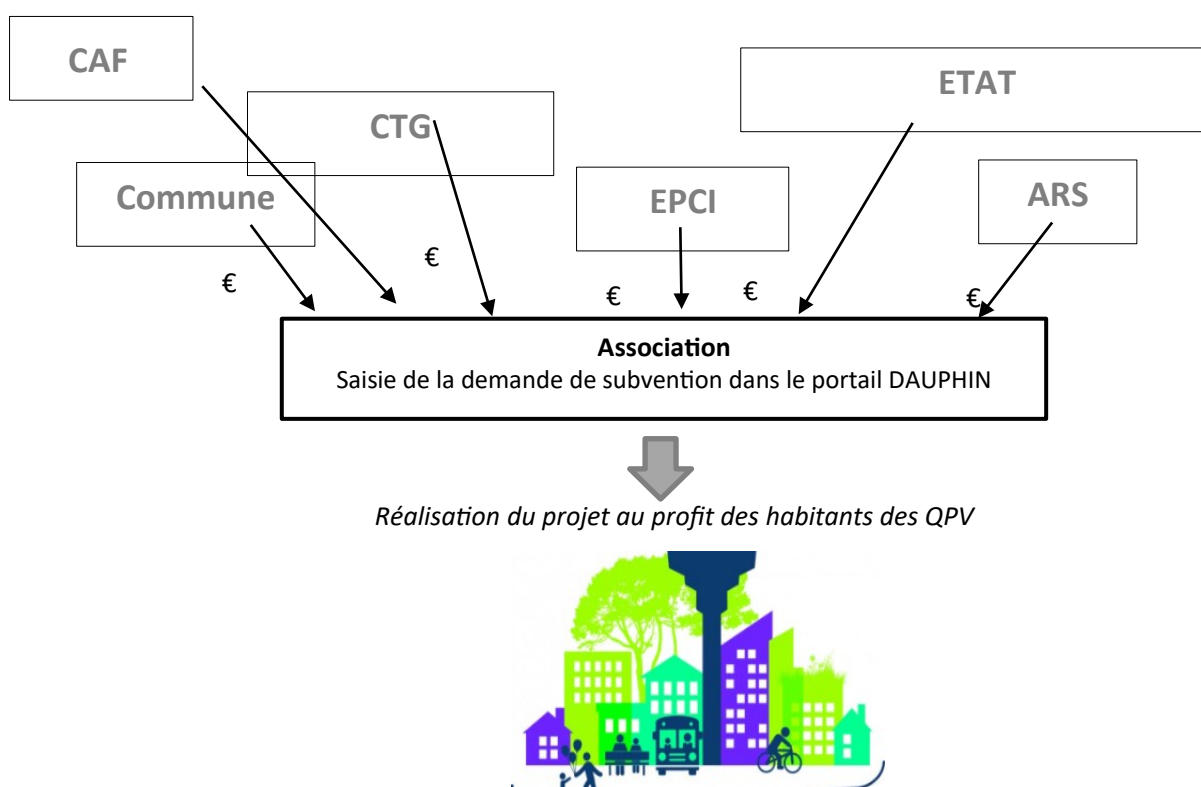 CAF
ETAT
CTG
Commune
EPCI
ARS
€
€
€
€
€
Association
Saisie de la demande de subvention dans le portail DAUPHIN
Réalisation du projet au profit des habitants des QPV